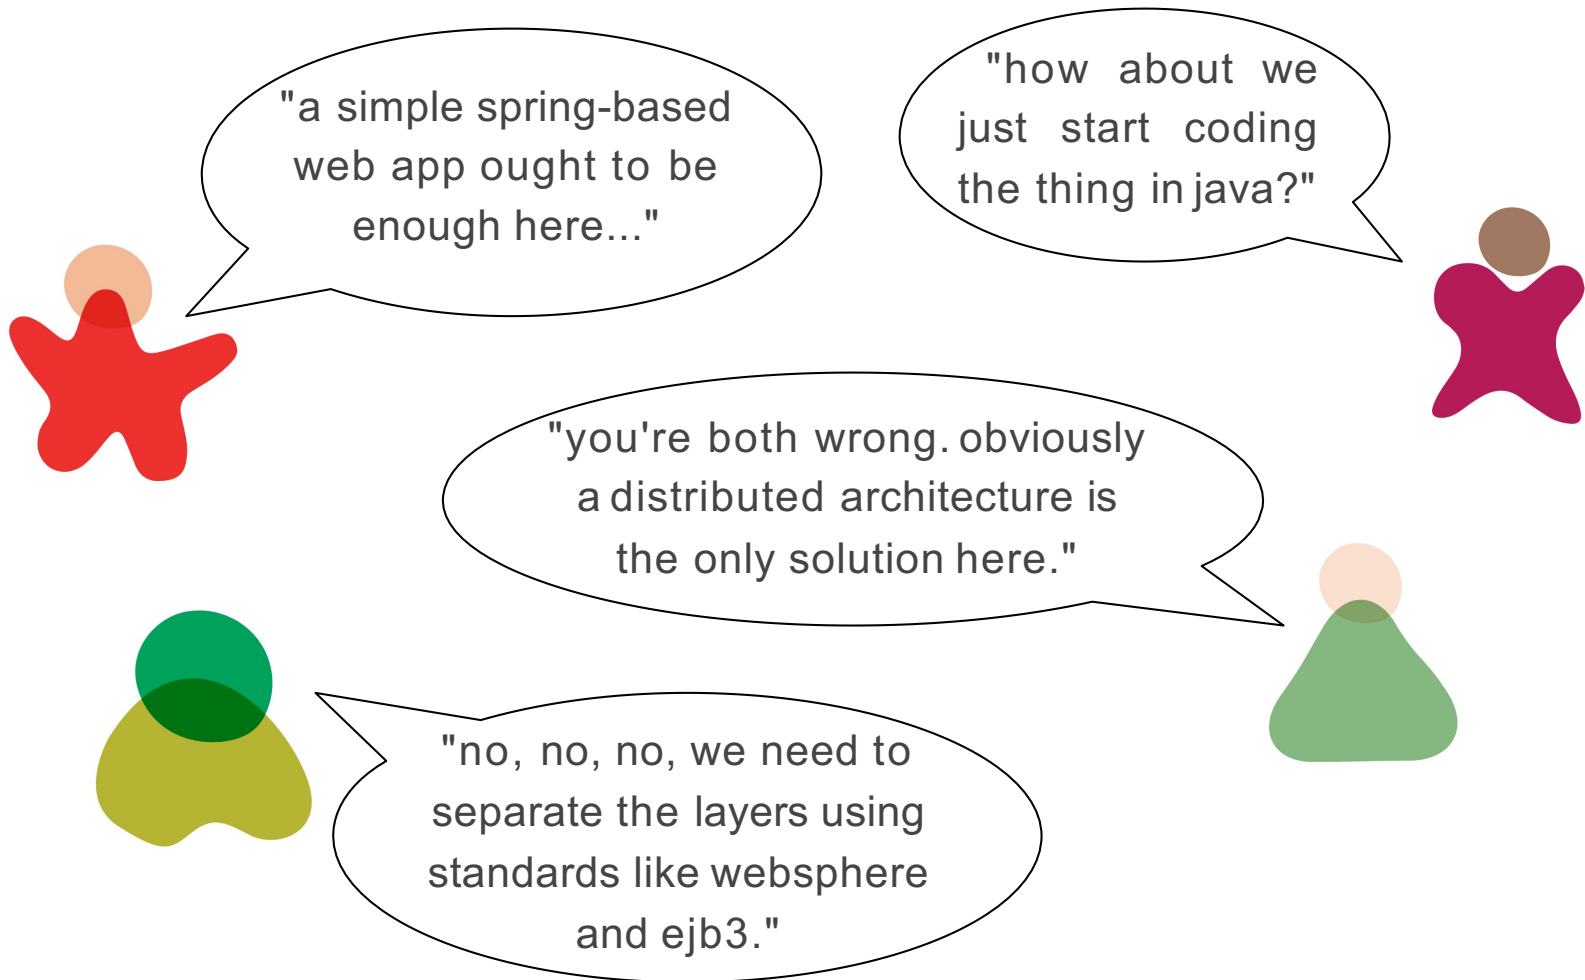 "a simple spring-based
web app ought to be
enough here..."
"how about we
just start coding
the thing in java?"
"you're both wrong. obviously
a distributed architecture is
the only solution here."
"no, no, no, we need to
separate the layers using
standards like websphere
and ejb3."